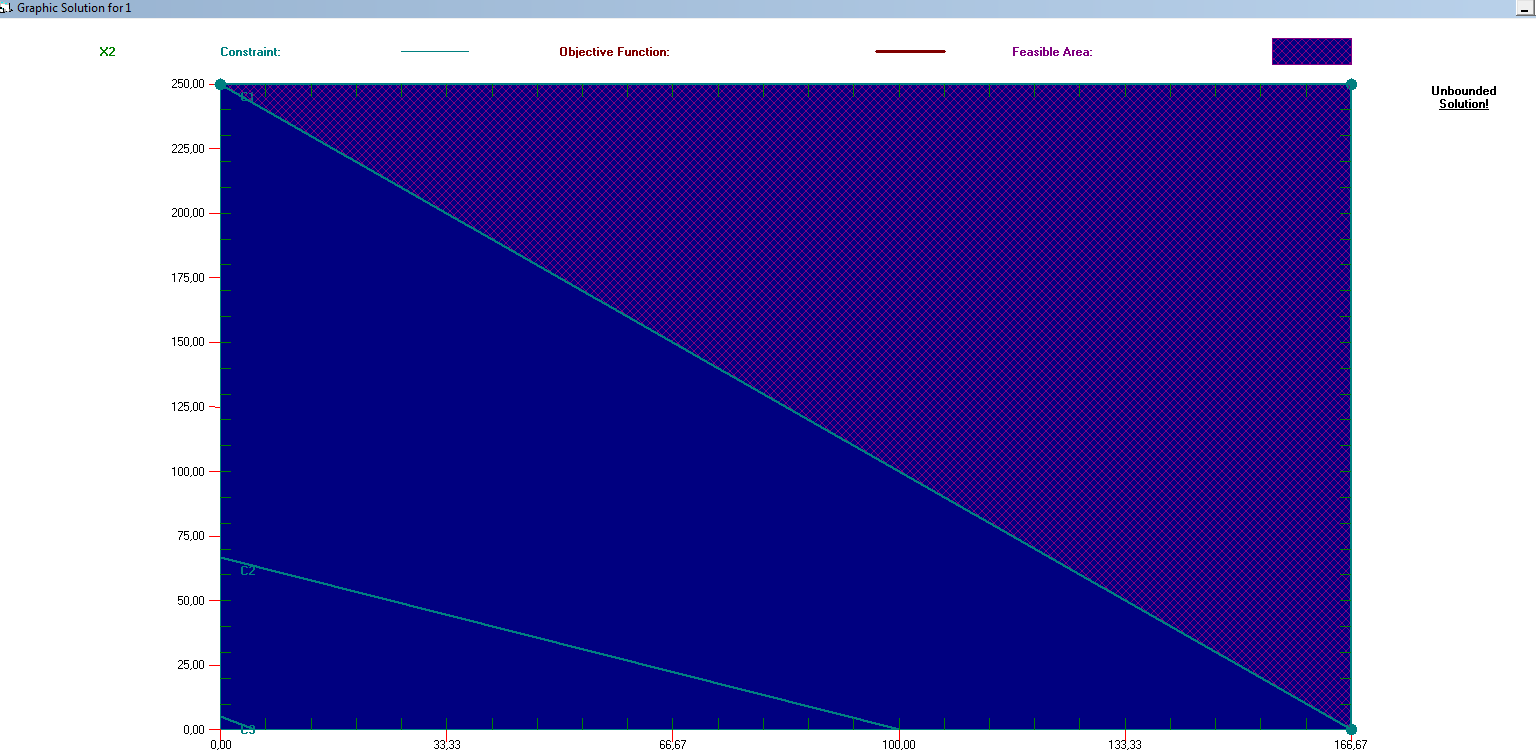 Graphic Solution for 1
X2
Constraint:
Objective Function:
Feasible Area:
Unbounded
Solution!
250,00
C1
225,00
200,00
175,00
150,00
125,00
100,00
75,00
C2
50,00
25,00
0,00
C3
0,00
33,33
66,67
100,00
133,33
166,67